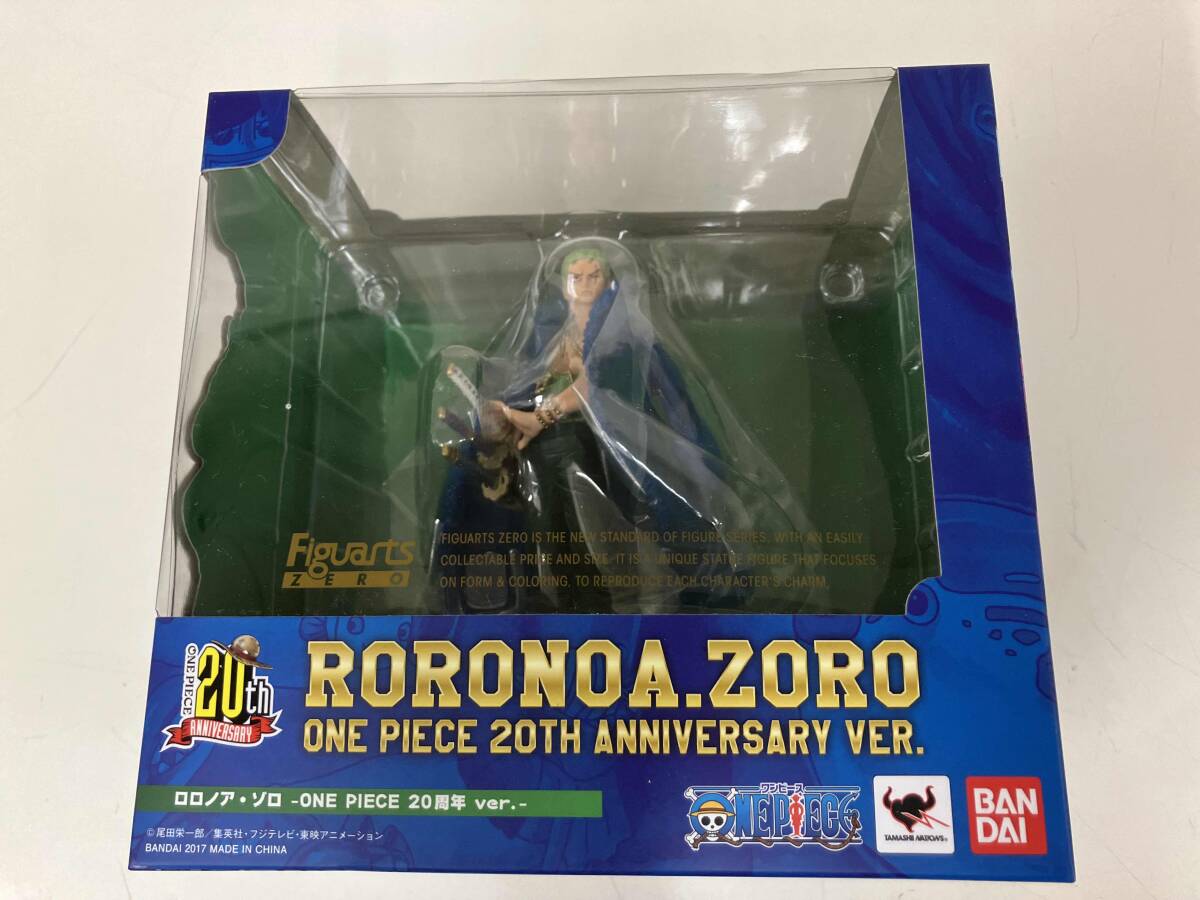 Figuarts
ZERO
FIGUARTS ZERO IS THE NEW STANDARD OF FIGURE SERIES, WITH AN EASILY
COLLECTABLE PRICE AND SIZE. IT IS A UNIQUE STATUE FIGURE THAT FOCUSES
ON FORM & COLORING, TO REPRODUCE EACH CHARACTER'S CHARM.
ONE PIECE
20th
ANNIVERSARY
RORONOA.ZORO
ONE PIECE 20TH ANNIVERSARY VER.
ロロノア・ゾロ -ONE PIECE 20周年 ver.-
©尾田栄一郎／集英社・フジテレビ・東映アニメーション
BANDAI 2017 MADE IN CHINA
ワンピース
ONE PIECE
TAMASHII NATIONS®
BAN
DAI